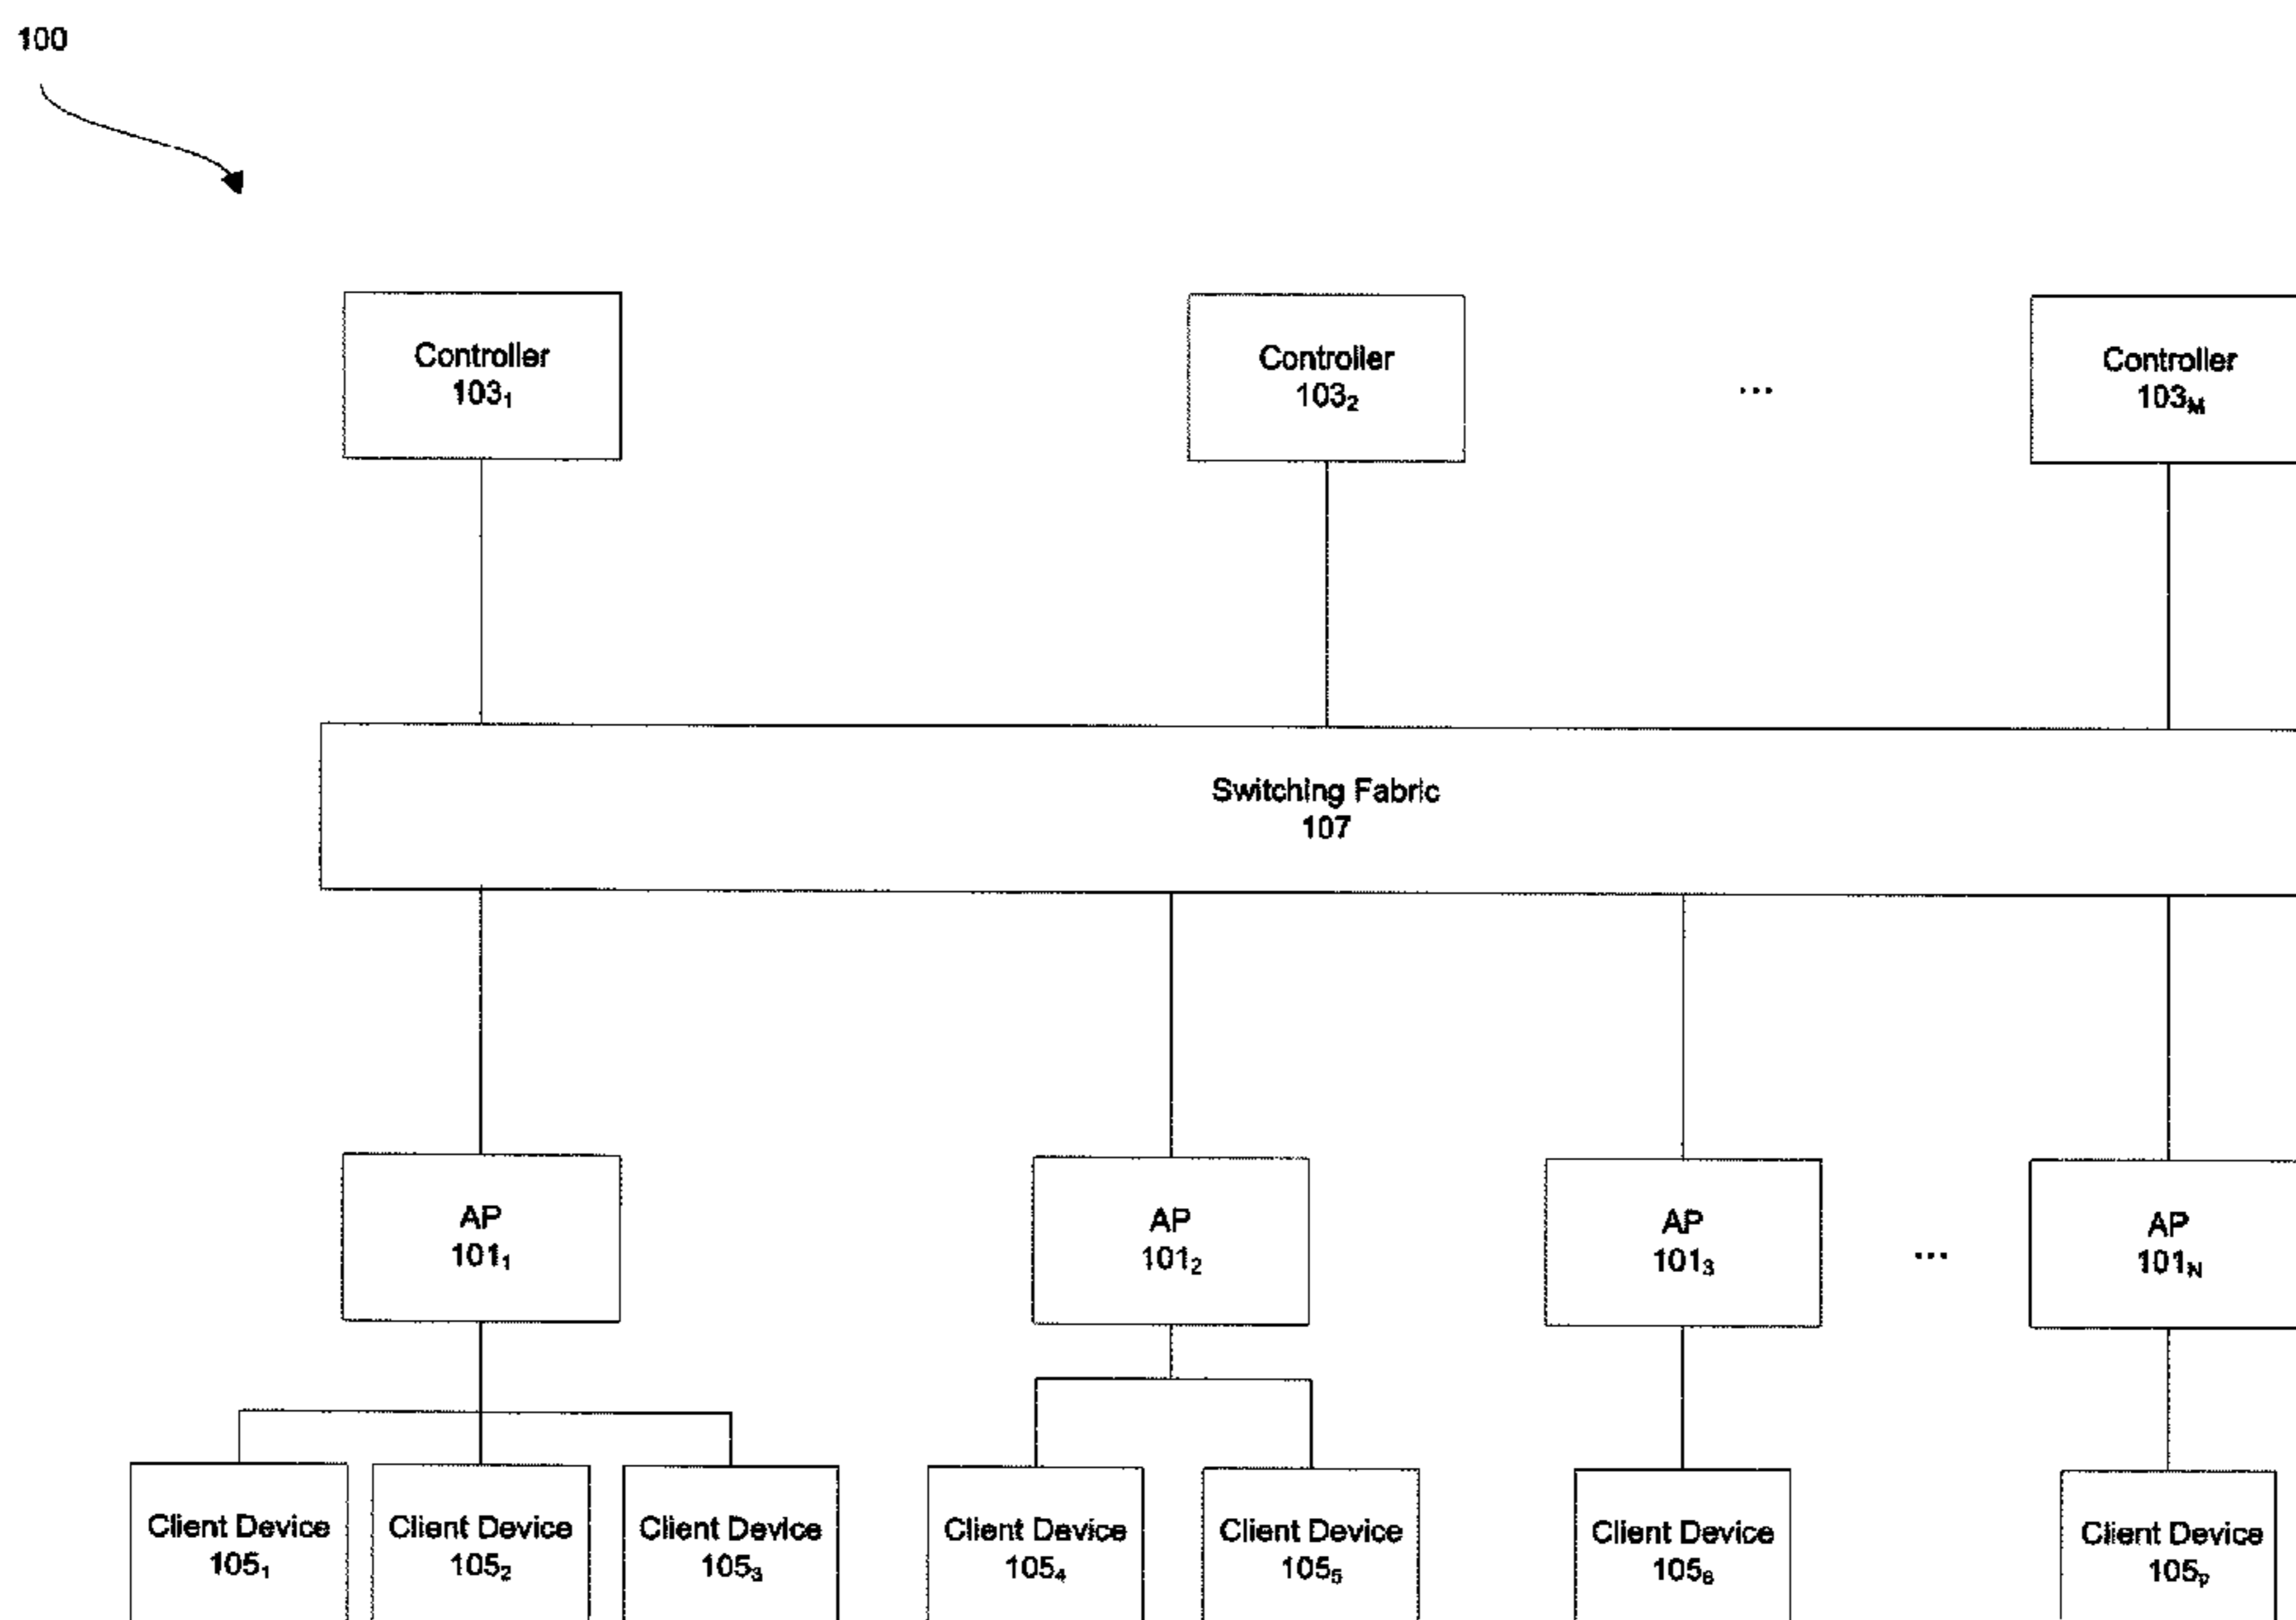 100
Controller
103₁
Controller
103₂
...
Controller
103M
Switching Fabric
107
AP
101₁
AP
101₂
AP
101₃
...
AP
101N
Client Device
105₁
Client Device
105₂
Client Device
105₃
Client Device
105₄
Client Device
105₅
Client Device
105₆
Client Device
105P